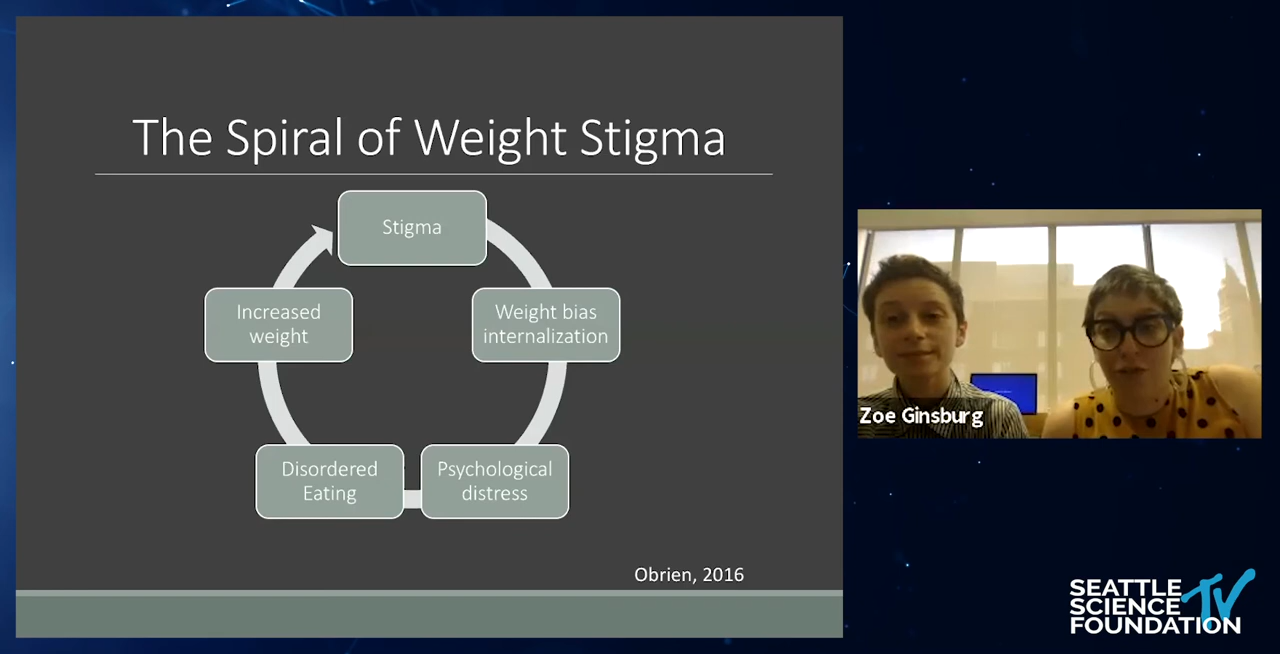 The Spiral of Weight Stigma
Stigma
Weight bias
internalization
Psychological
distress
Disordered
Eating
Increased
weight
Obrien, 2016
Zoe Ginsburg
SEATTLE
SCIENCE TV
FOUNDATION